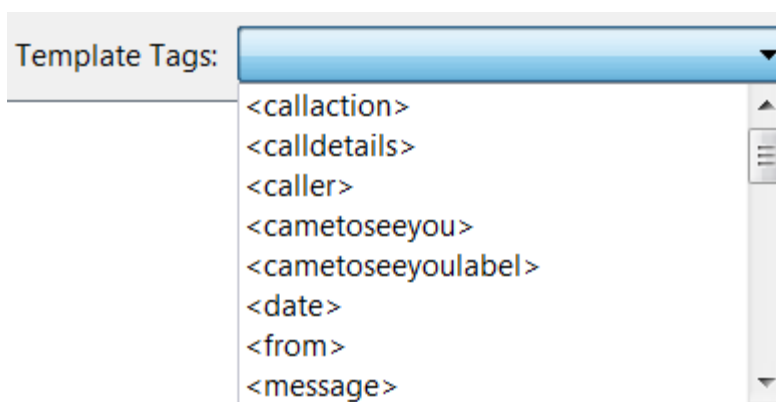 Template Tags:
<callaction>
<calldetails>
<caller>
<cametoseeyou>
<cametoseeyoulabel>
<date>
<from>
<message>